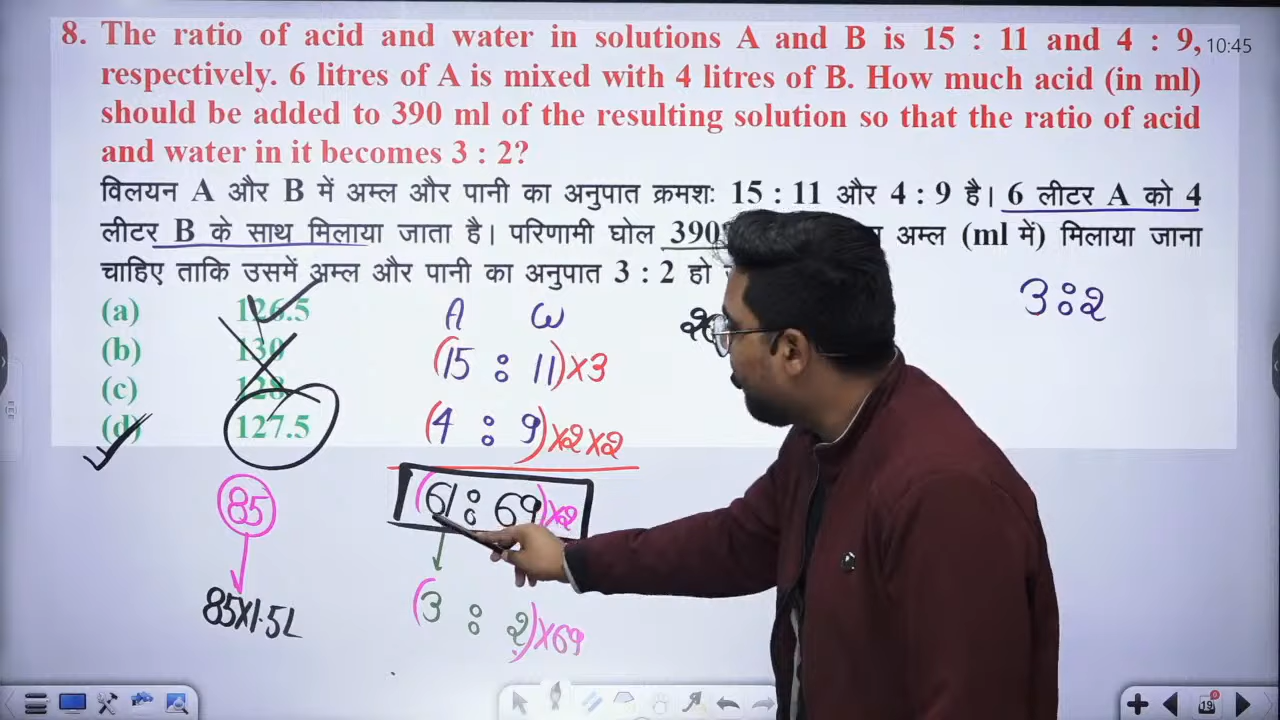 8. The ratio of acid and water in solutions A and B is 15 : 11 and 4 : 9,
10:45
respectively. 6 litres of A is mixed with 4 litres of B. How much acid (in ml)
should be added to 390 ml of the resulting solution so that the ratio of acid
and water in it becomes 3 : 2?
विलयन A और B में अम्ल और पानी का अनुपात क्रमशः 15 : 11 और 4 : 9 है। 6 लीटर A को 4
लीटर B के साथ मिलाया जाता है। परिणामी घोल 390 अम्ल (ml में) मिलाया जाना
चाहिए ताकि उसमें अम्ल और पानी का अनुपात 3 : 2 हो
3 : 2
(a) 126.5
(b) 130
(c) 128
(d) 127.5
A W
(15 : 11)×3
(4 : 9)×2×2
(61 : 69)×2
(3 : 2)×69
85
85×1.5
19